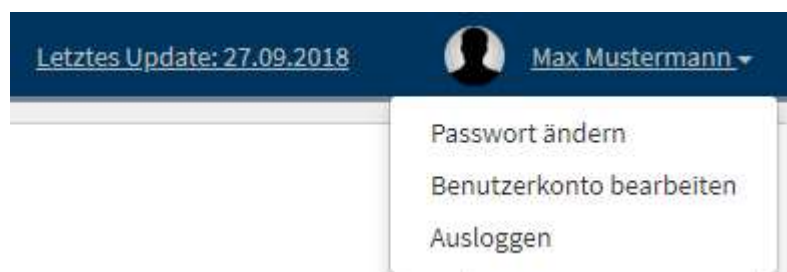 Letztes Update: 27.09.2018 Max Mustermann
Passwort ändern
Benutzerkonto bearbeiten
Ausloggen